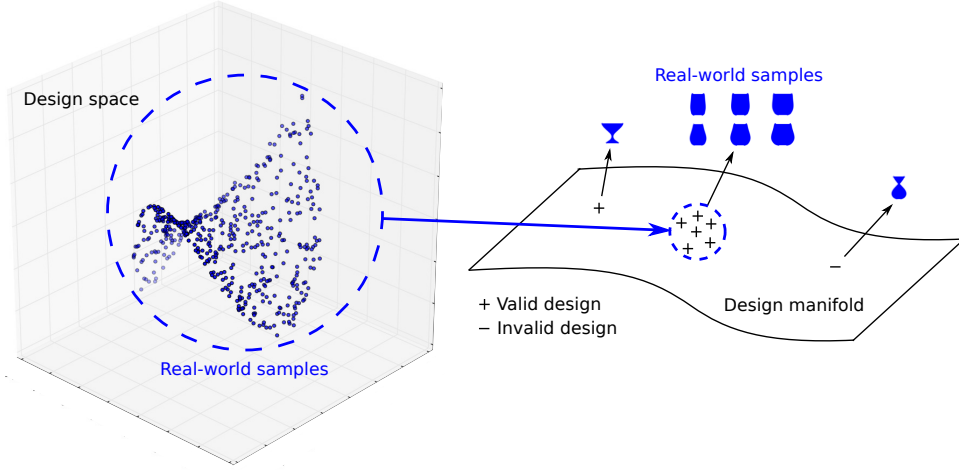 Design space
Real-world samples
Real-world samples
+ Valid design
− Invalid design
Design manifold